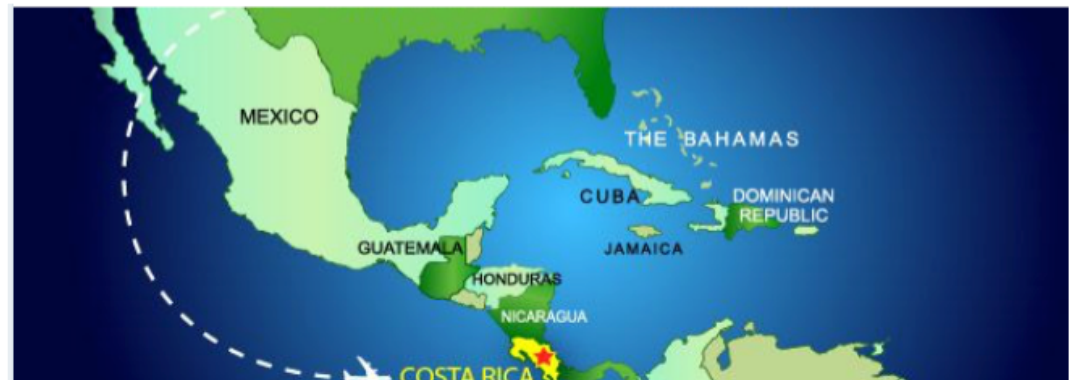 MEXICO
THE BAHAMAS
CUBA
DOMINICAN
REPUBLIC
GUATEMALA
JAMAICA
HONDURAS
NICARAGUA
COSTA RICA